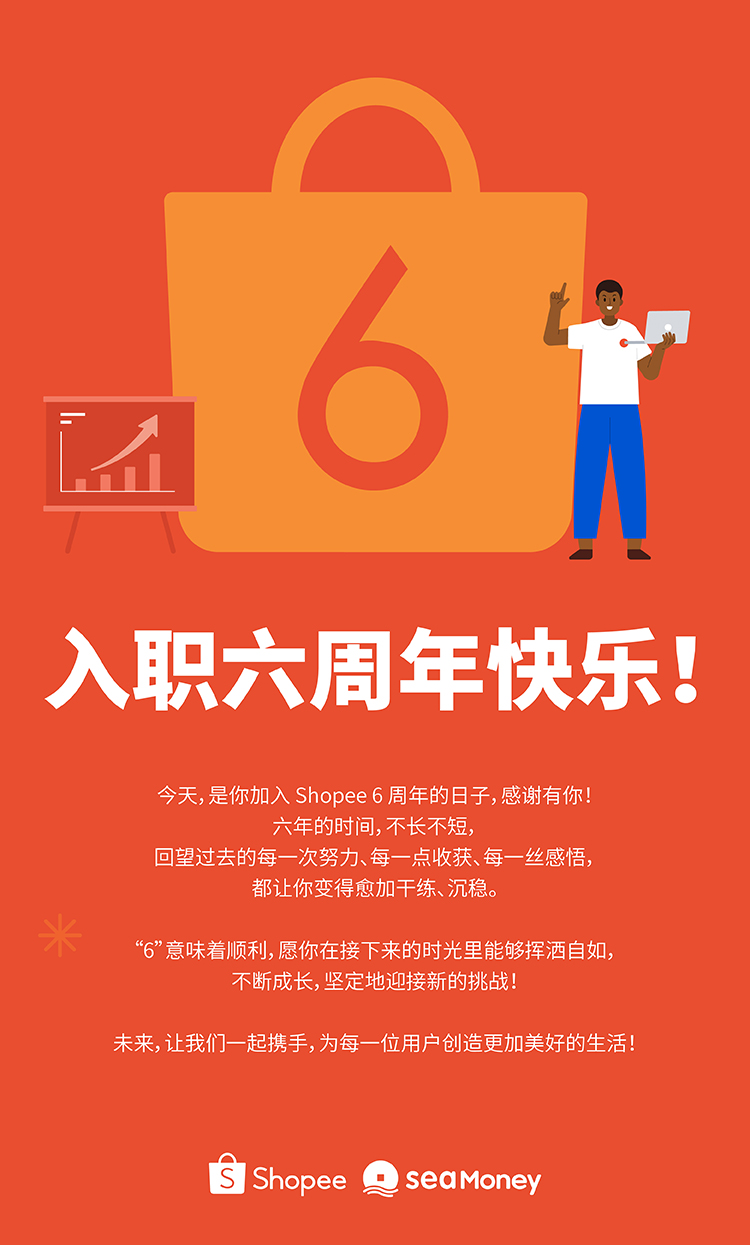 6
入职六周年快乐！
今天，是你加入 Shopee 6 周年的日子，感谢有你！
六年的时间，不长不短，
回望过去的每一次努力、每一点收获、每一丝感悟，
都让你变得愈加干练、沉稳。
“6”意味着顺利，愿你在接下来的时光里能够挥洒自如，
不断成长，坚定地迎接新的挑战！
未来，让我们一起携手，为每一位用户创造更加美好的生活！
S Shopee sea Money